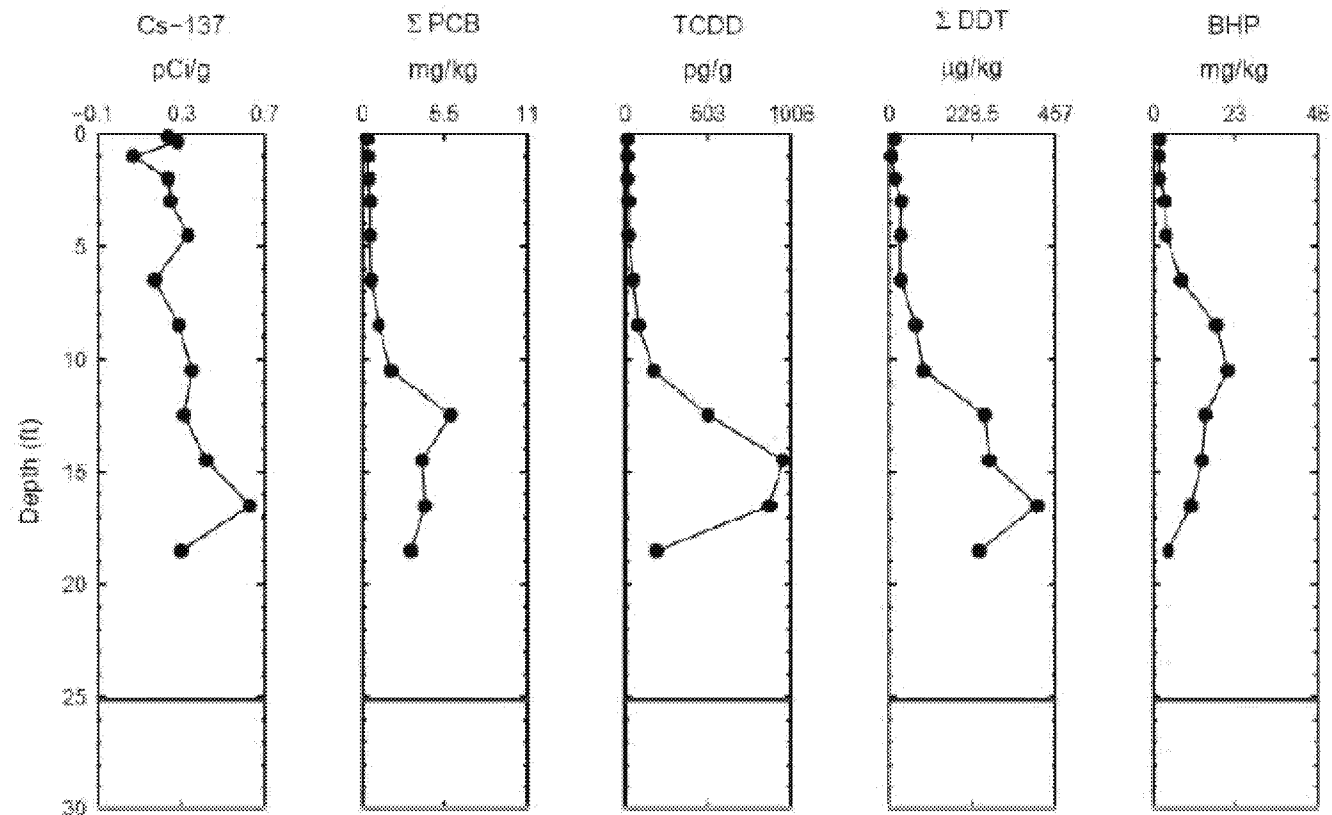 Cs-137 Σ PCB TCDD Σ DDT BHP
pCi/g mg/kg pg/g µg/kg mg/kg
-0.1 0.3 0.7 0 5.5 11 0 503 1006 0 228.5 457 0 23 46
0
5
10
15
Depth (ft)
20
25
30